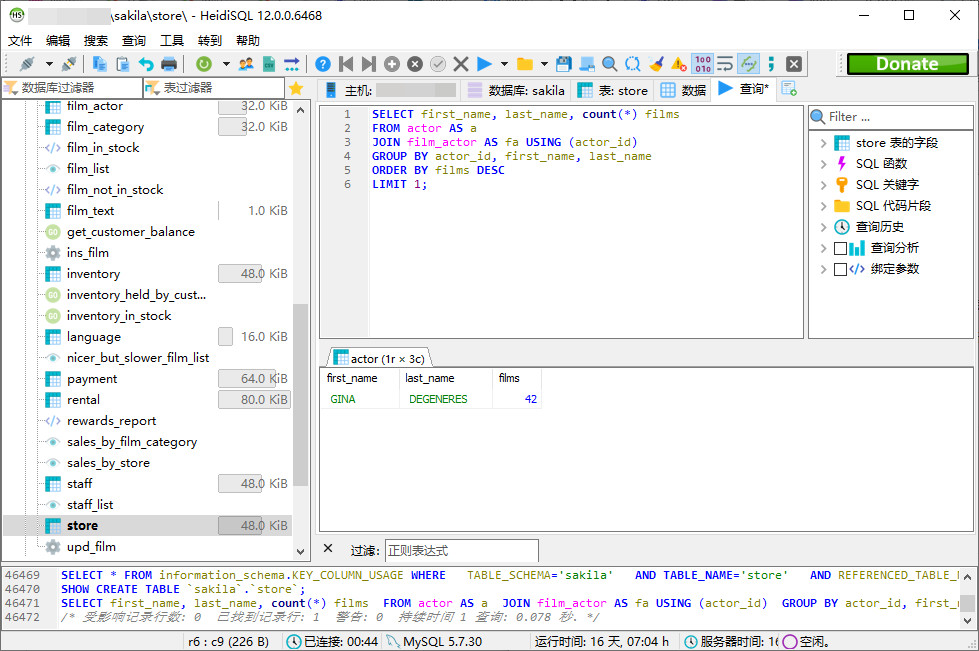 \sakila\store\ - HeidiSQL 12.0.0.6468
文件 编辑 搜索 查询 工具 转到 帮助
Donate
数据库过滤器 表过滤器
主机: 数据库: sakila 表: store 数据 查询*
film_actor 32.0 KiB
film_category 32.0 KiB
film_in_stock
film_list
film_not_in_stock
film_text 1.0 KiB
get_customer_balance
ins_film
inventory 48.0 KiB
inventory_held_by_cust...
inventory_in_stock
language 16.0 KiB
nicer_but_slower_film_list
payment 64.0 KiB
rental 80.0 KiB
rewards_report
sales_by_film_category
sales_by_store
staff 48.0 KiB
staff_list
store 48.0 KiB
upd_film
1 SELECT first_name, last_name, count(*) films
2 FROM actor AS a
3 JOIN film_actor AS fa USING (actor_id)
4 GROUP BY actor_id, first_name, last_name
5 ORDER BY films DESC
6 LIMIT 1;
Filter ...
store 表的字段
SQL 函数
SQL 关键字
SQL 代码片段
查询历史
查询分析
绑定参数
actor (1r × 3c)
first_name last_name films
GINA DEGENERES 42
过滤: 正则表达式
46469 SELECT * FROM information_schema.KEY_COLUMN_USAGE WHERE TABLE_SCHEMA='sakila' AND TABLE_NAME='store' AND REFERENCED_TABLE_
46470 SHOW CREATE TABLE `sakila`.`store`;
46471 SELECT first_name, last_name, count(*) films FROM actor AS a JOIN film_actor AS fa USING (actor_id) GROUP BY actor_id, first_
46472 /* 受影响记录行数: 0 已找到记录行: 1 警告: 0 持续时间 1 查询: 0.078 秒. */
r6 : c9 (226 B) 已连接: 00:44 MySQL 5.7.30 运行时间: 16 天, 07:04 h 服务器时间: 16 空闲。